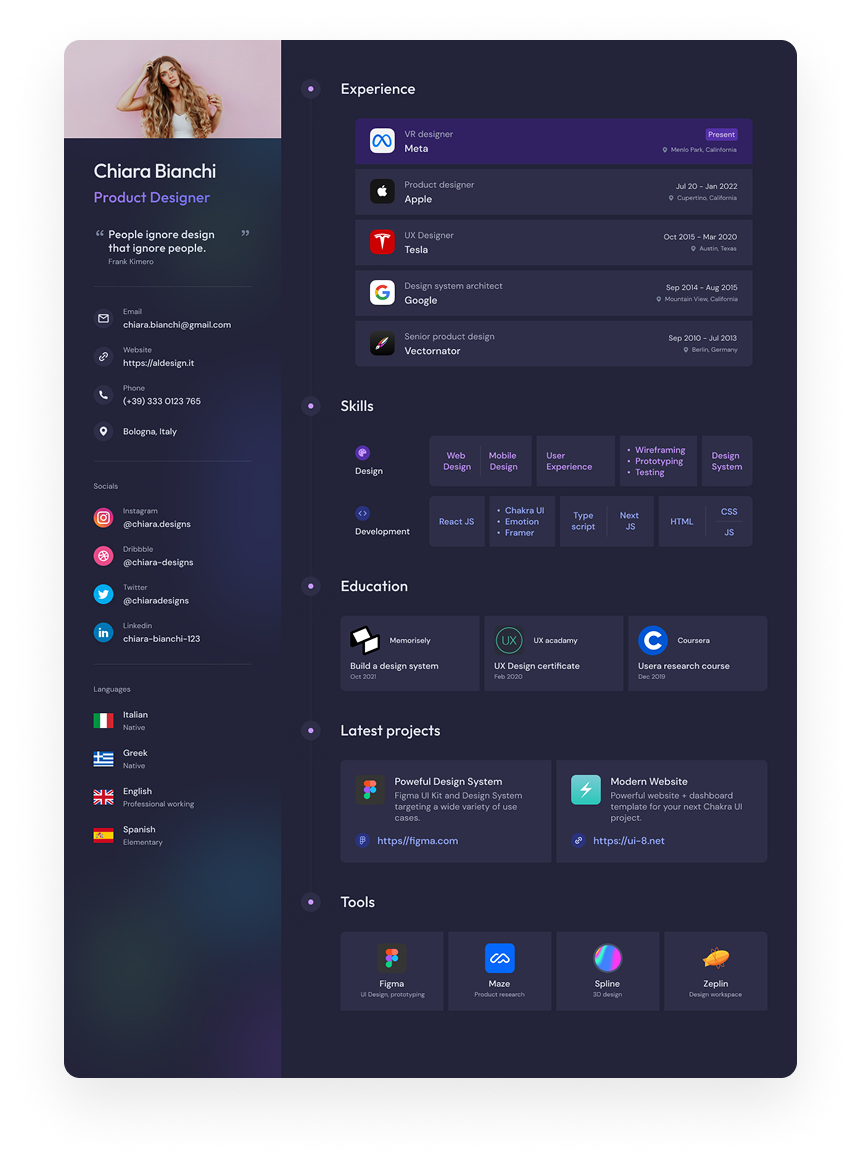 Chiara Bianchi
Product Designer
“ People ignore design ”
that ignore people.
Frank Kimero
Email
chiara.bianchi@gmail.com
Website
https://aldesign.it
Phone
(+39) 333 0123 765
Bologna, Italy
Socials
Instagram
@chiara.designs
Dribbble
@chiara-designs
Twitter
@chiaradesigns
Linkedin
chiara-bianchi-123
Languages
Italian
Native
Greek
Native
English
Professional working
Spanish
Elementary
Experience
VR designer
Meta
Present
Menlo Park, Calinfornia
Product designer
Apple
Jul 20 - Jan 2022
Cupertino, California
UX Designer
Tesla
Oct 2015 - Mar 2020
Austin, Texas
Design system architect
Google
Sep 2014 - Aug 2015
Mountain View, California
Senior product design
Vectornator
Sep 2010 - Jul 2013
Berlin, Germany
Skills
Design
Web
Design
Mobile
Design
User
Experience
• Wireframing
• Prototyping
• Testing
Design
System
Development
React JS
• Chakra UI
• Emotion
• Framer
Type
script
Next
JS
HTML
CSS
JS
Education
Memorisely
Build a design system
Oct 2021
UX
UX acadamy
UX Design certificate
Feb 2020
Coursera
Usera research course
Dec 2019
Latest projects
Poweful Design System
Figma UI Kit and Design System
targeting a wide variety of use
cases.
https//figma.com
Modern Website
Powerful website + dashboard
template for your next Chakra UI
project.
https://ui-8.net
Tools
Figma
UI Design, prototyping
Maze
Product research
Spline
3D design
Zeplin
Design workspace